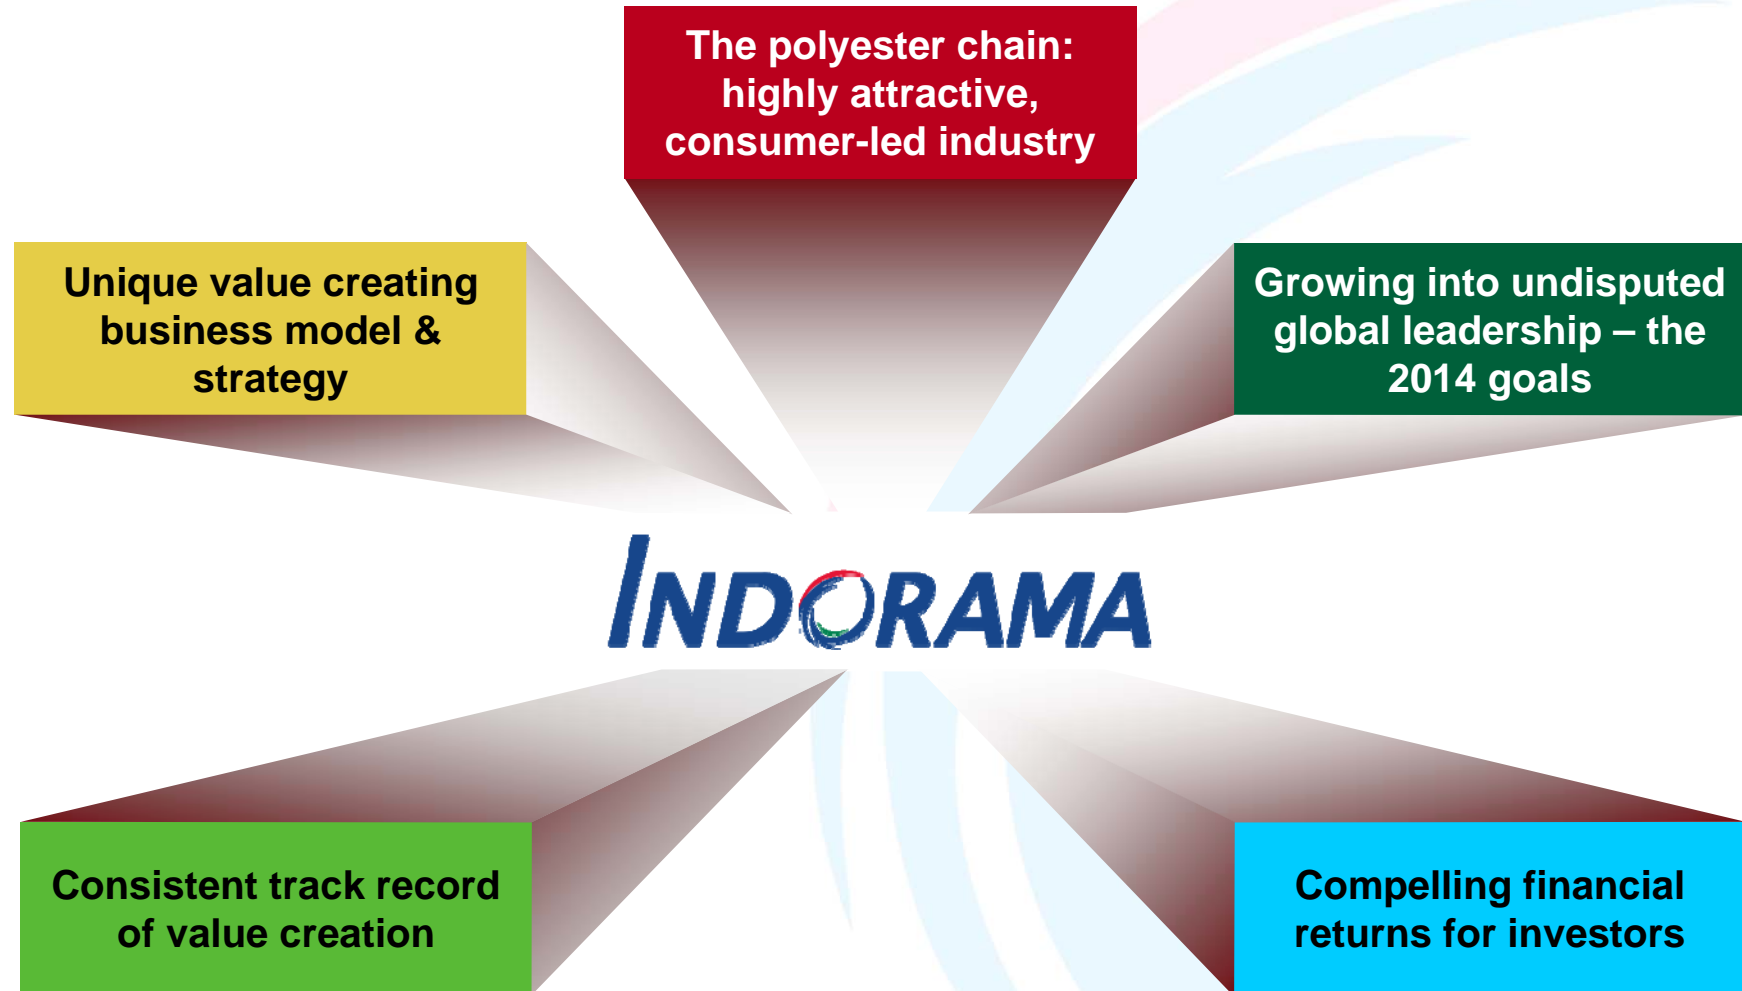 The polyester chain:
highly attractive,
consumer-led industry
Unique value creating
business model &
strategy
Growing into undisputed
global leadership – the
2014 goals
INDORAMA
Consistent track record
of value creation
Compelling financial
returns for investors